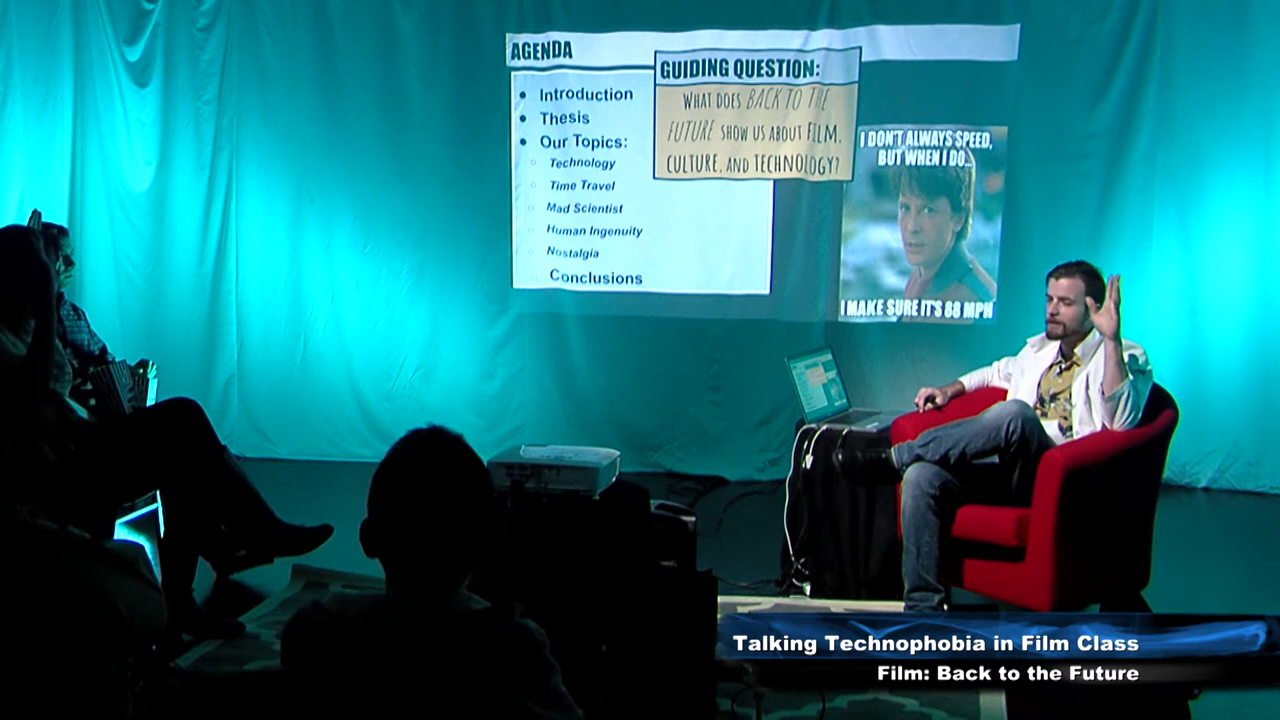 AGENDA
• Introduction
• Thesis
• Our Topics:
○ Technology
○ Time Travel
○ Mad Scientist
○ Human Ingenuity
○ Nostalgia
○ Conclusions
GUIDING QUESTION:
WHAT DOES BACK TO THE
FUTURE SHOW US ABOUT FILM,
CULTURE, AND TECHNOLOGY?
I DON'T ALWAYS SPEED,
BUT WHEN I DO...
I MAKE SURE IT'S 88 MPH
Talking Technophobia in Film Class
Film: Back to the Future